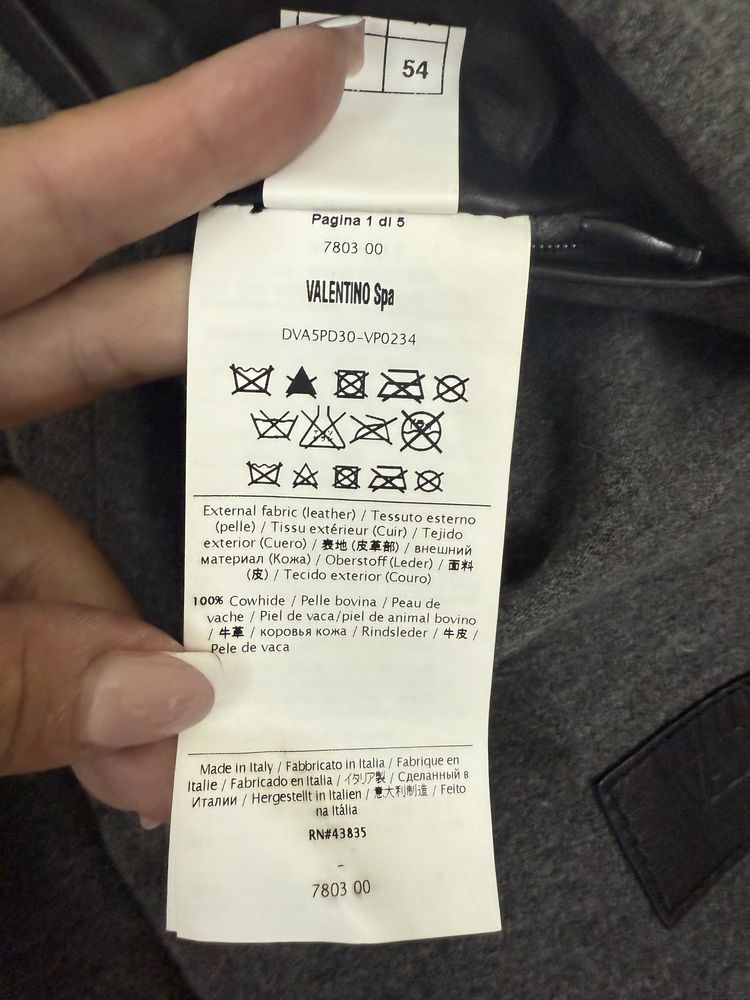 54
Pagina 1 di 5
7803 00
VALENTINO Spa
DVA5PD30-VP0234
External fabric (leather) / Tessuto esterno
(pelle) / Tissu extérieur (Cuir) / Tejido
exterior (Cuero) / 表地 (皮革部) / внешний
материал (Кожа) / Oberstoff (Leder) / 面料
(皮) / Tecido exterior (Couro)
100% Cowhide / Pelle bovina / Peau de
vache / Piel de vaca/piel de animal bovino
/ 牛革 / коровья кожа / Rindsleder / 牛皮 /
Pele de vaca
Made in Italy / Fabbricato in Italia / Fabrique en
Italie / Fabricado en Italia / イタリア製 / Сделанный в
Италии / Hergestellt in Italien / 意大利制造 / Feito
na Itália
RN#43835
-
7803 00